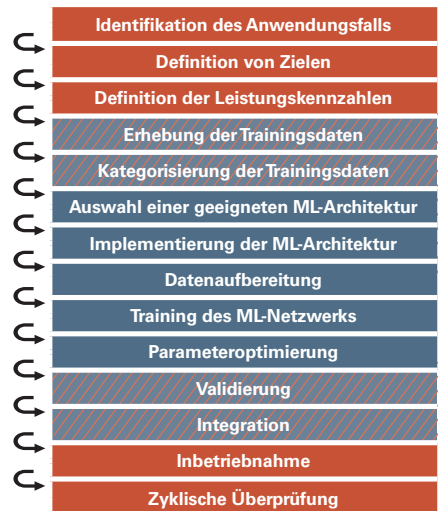 Identifikation des Anwendungsfalls
Definition von Zielen
Definition der Leistungskennzahlen
Erhebung der Trainingsdaten
Kategorisierung der Trainingsdaten
Auswahl einer geeigneten ML-Architektur
Implementierung der ML-Architektur
Datenaufbereitung
Training des ML-Netzwerks
Parameteroptimierung
Validierung
Integration
Inbetriebnahme
Zyklische Überprüfung